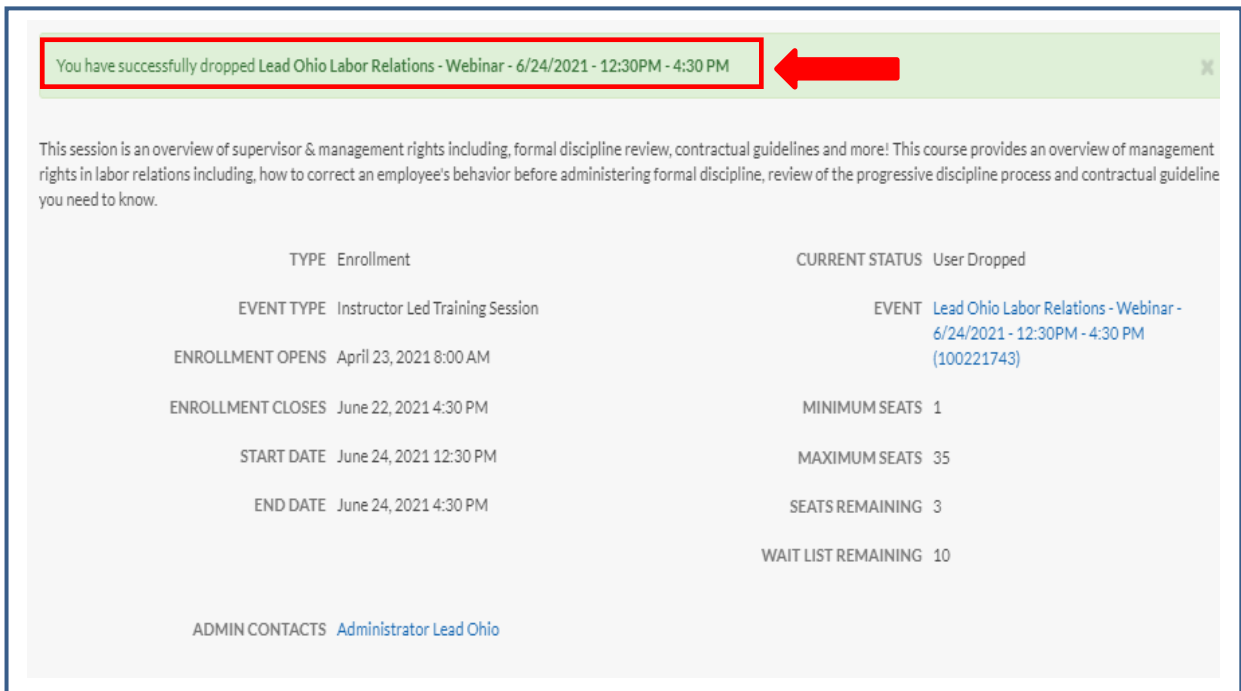 You have successfully dropped Lead Ohio Labor Relations - Webinar - 6/24/2021 - 12:30PM - 4:30 PM
×
This session is an overview of supervisor & management rights including, formal discipline review, contractual guidelines and more! This course provides an overview of management
rights in labor relations including, how to correct an employee's behavior before administering formal discipline, review of the progressive discipline process and contractual guideline
you need to know.
TYPE Enrollment
EVENT TYPE Instructor Led Training Session
ENROLLMENT OPENS April 23, 2021 8:00 AM
ENROLLMENT CLOSES June 22, 2021 4:30 PM
START DATE June 24, 2021 12:30 PM
END DATE June 24, 2021 4:30 PM
CURRENT STATUS User Dropped
EVENT Lead Ohio Labor Relations - Webinar -
6/24/2021 - 12:30PM - 4:30 PM
(100221743)
MINIMUM SEATS 1
MAXIMUM SEATS 35
SEATS REMAINING 3
WAIT LIST REMAINING 10
ADMIN CONTACTS Administrator Lead Ohio